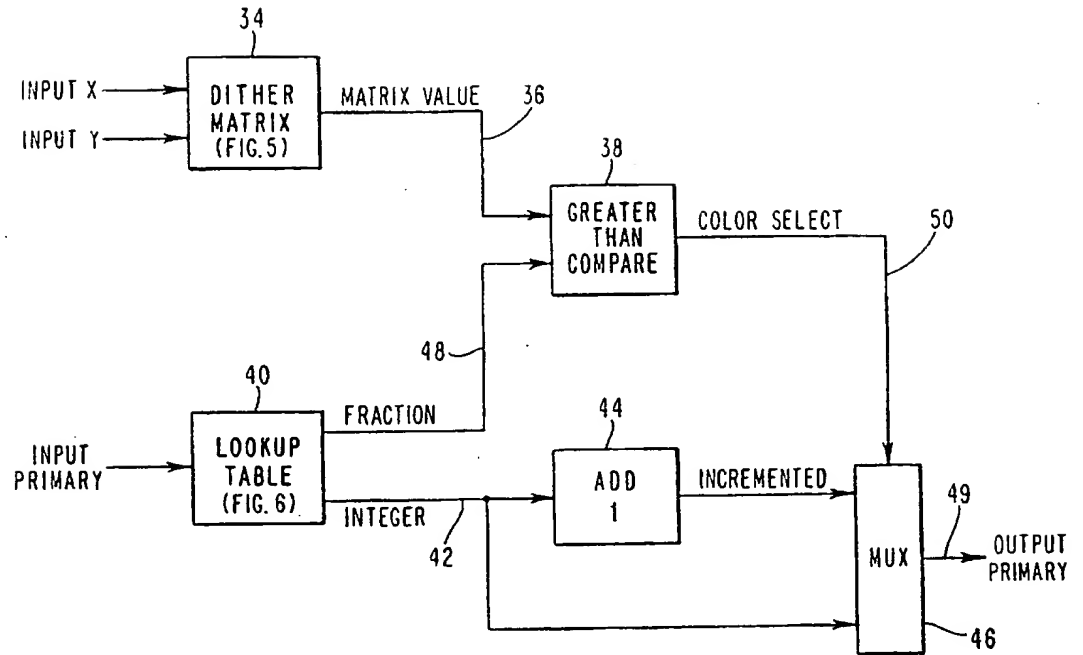 34
INPUT X
INPUT Y
DITHER
MATRIX
(FIG.5)
MATRIX VALUE
36
38
GREATER
THAN
COMPARE
COLOR SELECT
50
48
40
INPUT
PRIMARY
LOOKUP
TABLE
(FIG. 6)
FRACTION
INTEGER
42
44
ADD
1
INCREMENTED
MUX
49
OUTPUT
PRIMARY
46